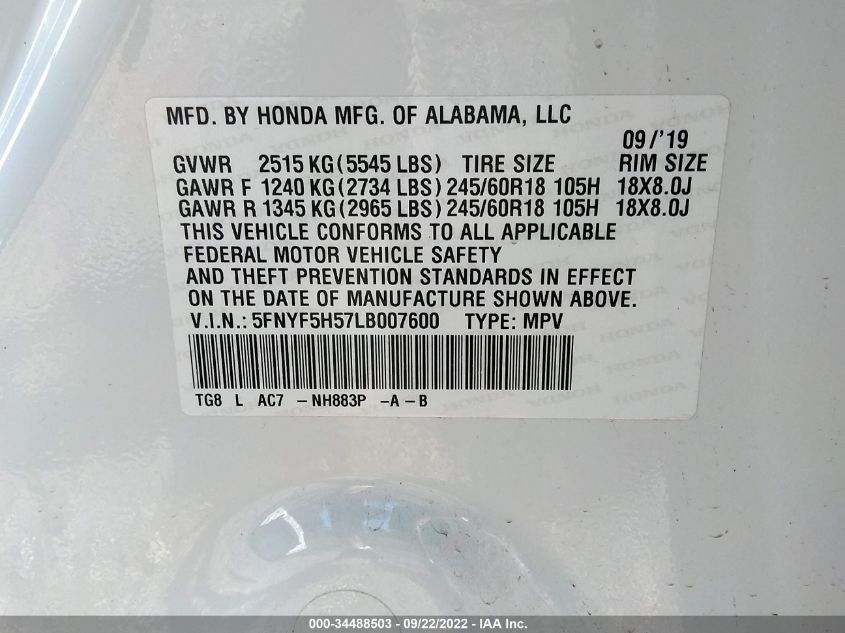 MFD. BY HONDA MFG. OF ALABAMA, LLC
09/'19
GVWR 2515 KG (5545 LBS) TIRE SIZE RIM SIZE
GAWR F 1240 KG (2734 LBS) 245/60R18 105H 18X8.0J
GAWR R 1345 KG (2965 LBS) 245/60R18 105H 18X8.0J
THIS VEHICLE CONFORMS TO ALL APPLICABLE
FEDERAL MOTOR VEHICLE SAFETY
AND THEFT PREVENTION STANDARDS IN EFFECT
ON THE DATE OF MANUFACTURE SHOWN ABOVE.
V.I.N.: 5FNYF5H57LB007600 TYPE: MPV
TG8 L AC7 -NH883P -A-B
000-34488503 - 09/22/2022 - IAA Inc.